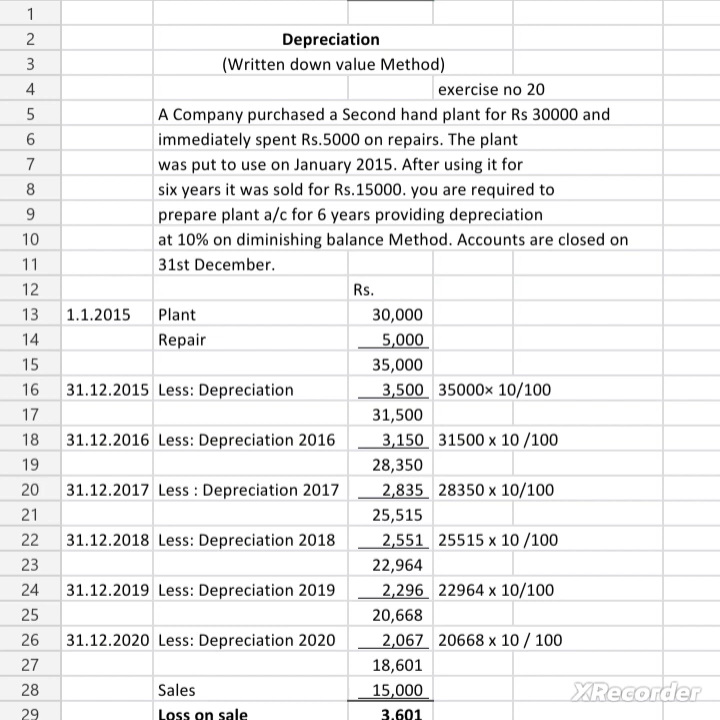 1
2 Depreciation
3 (Written down value Method)
4 exercise no 20
5 A Company purchased a Second hand plant for Rs 30000 and
6 immediately spent Rs.5000 on repairs. The plant
7 was put to use on January 2015. After using it for
8 six years it was sold for Rs.15000. you are required to
9 prepare plant a/c for 6 years providing depreciation
10 at 10% on diminishing balance Method. Accounts are closed on
11 31st December.
12 Rs.
13 1.1.2015 Plant 30,000
14 Repair 5,000
15 35,000
16 31.12.2015 Less: Depreciation 3,500 35000× 10/100
17 31,500
18 31.12.2016 Less: Depreciation 2016 3,150 31500 x 10 /100
19 28,350
20 31.12.2017 Less : Depreciation 2017 2,835 28350 x 10/100
21 25,515
22 31.12.2018 Less: Depreciation 2018 2,551 25515 x 10 /100
23 22,964
24 31.12.2019 Less: Depreciation 2019 2,296 22964 x 10/100
25 20,668
26 31.12.2020 Less: Depreciation 2020 2,067 20668 x 10 / 100
27 18,601
28 Sales 15,000 XRecorder
29 Loss on sale 3,601